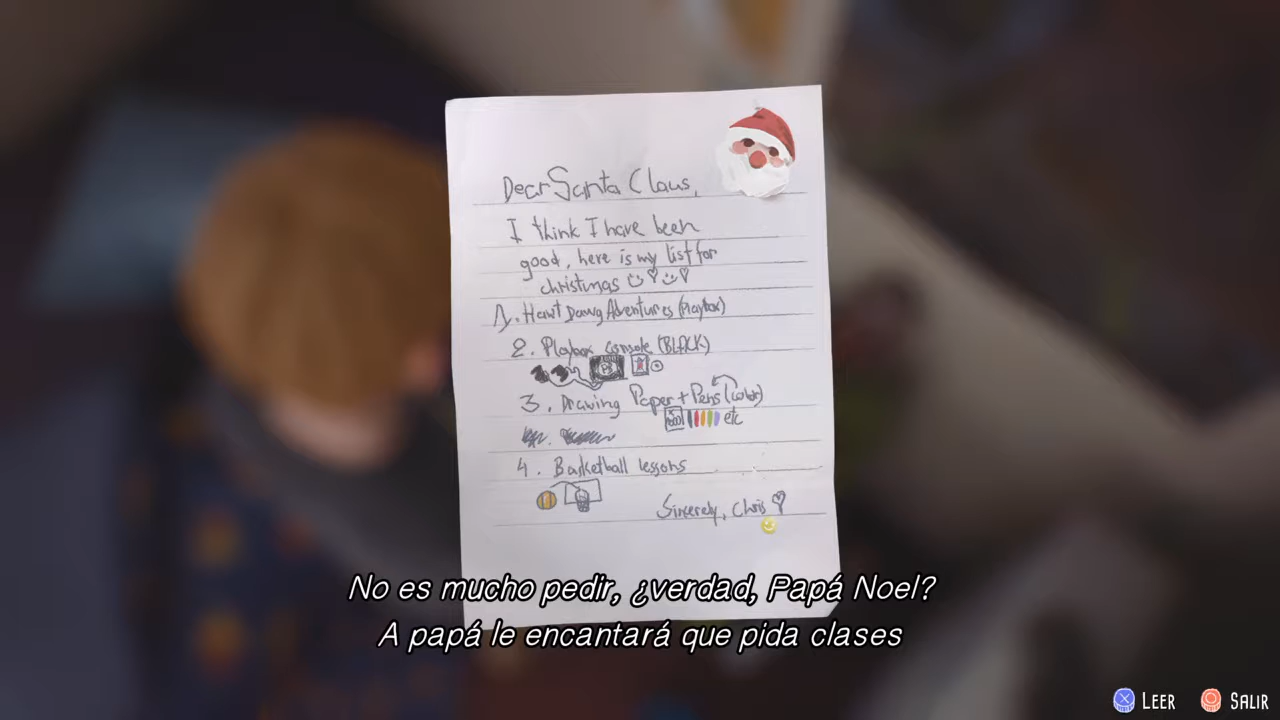 Dear Santa Claus,
I think I have been
good, here is my list for
christmas
1. Hawt Dawg Adventures (Playbox)
2. Playbox console (BLACK)
3. Drawing Paper + Pens (color)
etc
4. Basketball lessons
Sincerely, Chris
No es mucho pedir, ¿verdad, Papá Noel?
A papá le encantará que pida clases
LEER SALIR